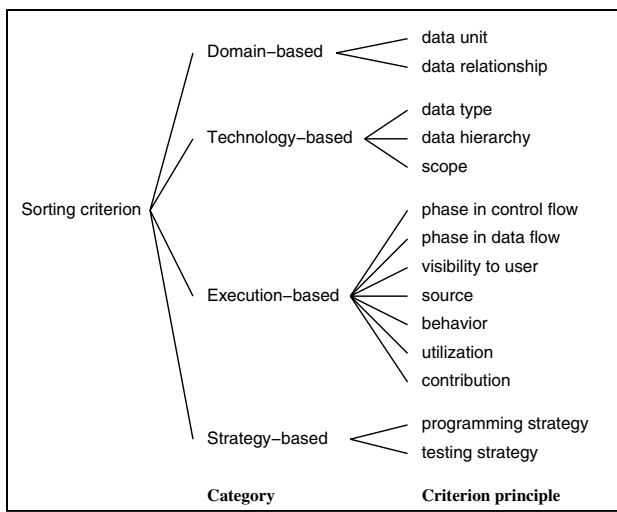 data unit
Domain–based
data relationship
data type
Technology–based
data hierarchy
scope
Sorting criterion
phase in control flow
phase in data flow
visibility to user
Execution–based
source
behavior
utilization
contribution
programming strategy
Strategy–based
testing strategy
Category Criterion principle